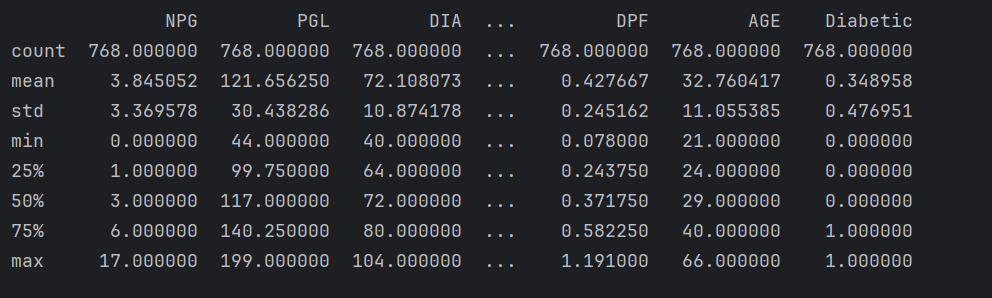 NPG PGL DIA ... DPF AGE Diabetic
count 768.000000 768.000000 768.000000 ... 768.000000 768.000000 768.000000
mean 3.845052 121.656250 72.108073 ... 0.427667 32.760417 0.348958
std 3.369578 30.438286 10.874178 ... 0.245162 11.055385 0.476951
min 0.000000 44.000000 40.000000 ... 0.078000 21.000000 0.000000
25% 1.000000 99.750000 64.000000 ... 0.243750 24.000000 0.000000
50% 3.000000 117.000000 72.000000 ... 0.371750 29.000000 0.000000
75% 6.000000 140.250000 80.000000 ... 0.582250 40.000000 1.000000
max 17.000000 199.000000 104.000000 ... 1.191000 66.000000 1.000000